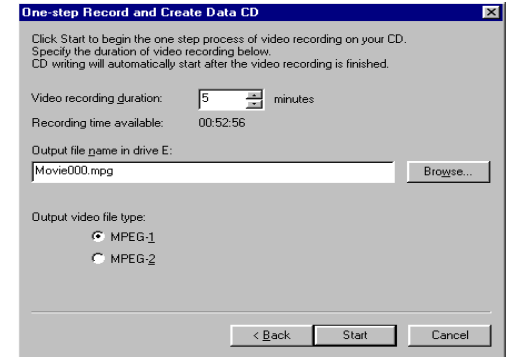 One-step Record and Create Data CD
Click Start to begin the one step process of video recording on your CD.
Specify the duration of video recording below.
CD writing will automatically start after the video recording is finished.
Video recording duration: 5 minutes
Recording time available: 00:52:56
Output file name in drive E:
Movie000.mpg Browse...
Output video file type:
MPEG-1
MPEG-2
< Back Start Cancel